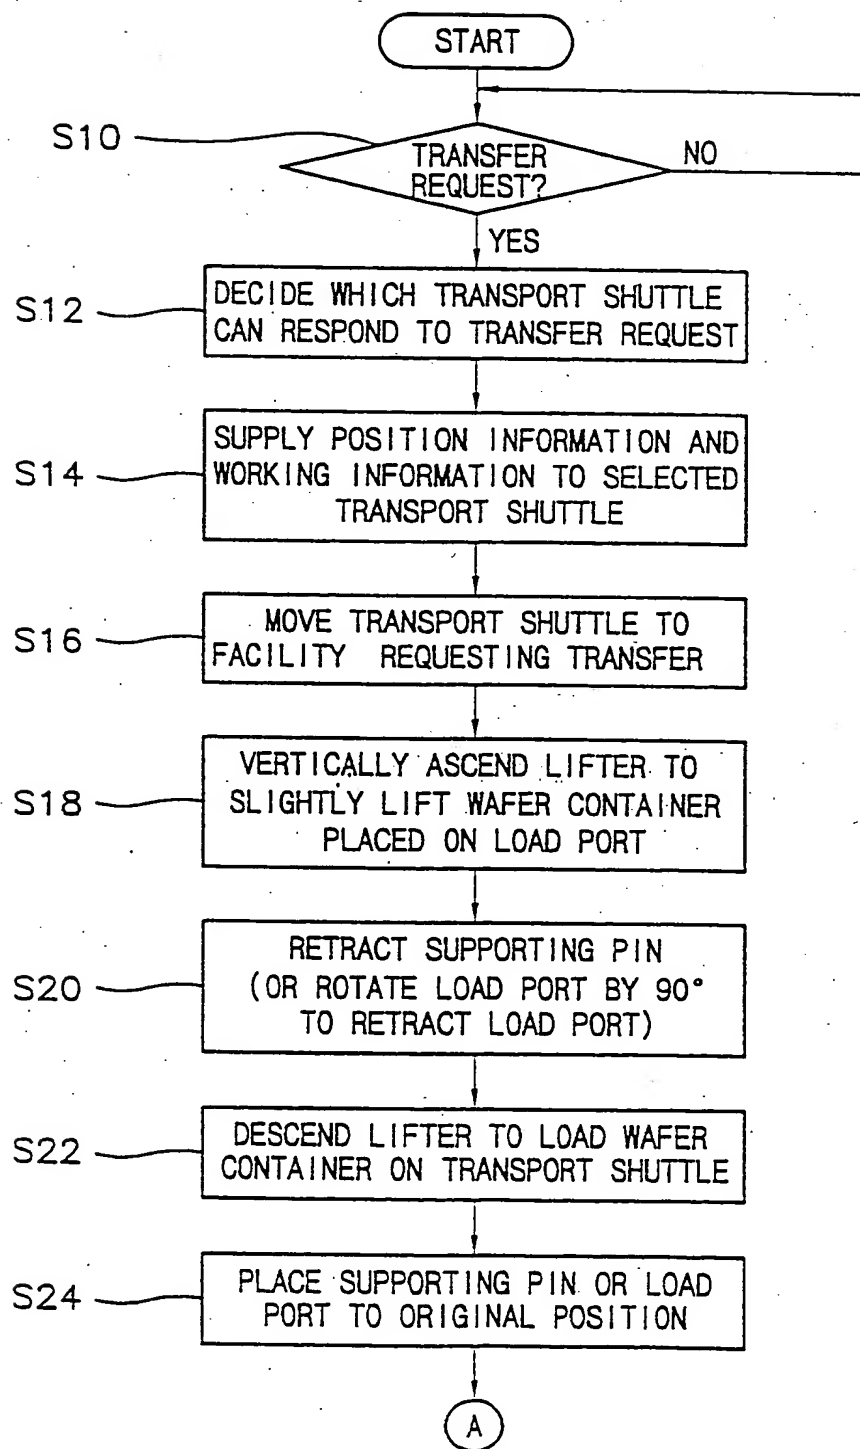 START
S10
TRANSFER
REQUEST?
NO
YES
S12
DECIDE WHICH TRANSPORT SHUTTLE
CAN RESPOND TO TRANSFER REQUEST
S14
SUPPLY POSITION INFORMATION AND
WORKING INFORMATION TO SELECTED
TRANSPORT SHUTTLE
S16
MOVE TRANSPORT SHUTTLE TO
FACILITY REQUESTING TRANSFER
S18
VERTICALLY ASCEND LIFTER TO
SLIGHTLY LIFT WAFER CONTAINER
PLACED ON LOAD PORT
S20
RETRACT SUPPORTING PIN
(OR ROTATE LOAD PORT BY 90°
TO RETRACT LOAD PORT)
S22
DESCEND LIFTER TO LOAD WAFER
CONTAINER ON TRANSPORT SHUTTLE
S24
PLACE SUPPORTING PIN OR LOAD
PORT TO ORIGINAL POSITION
A